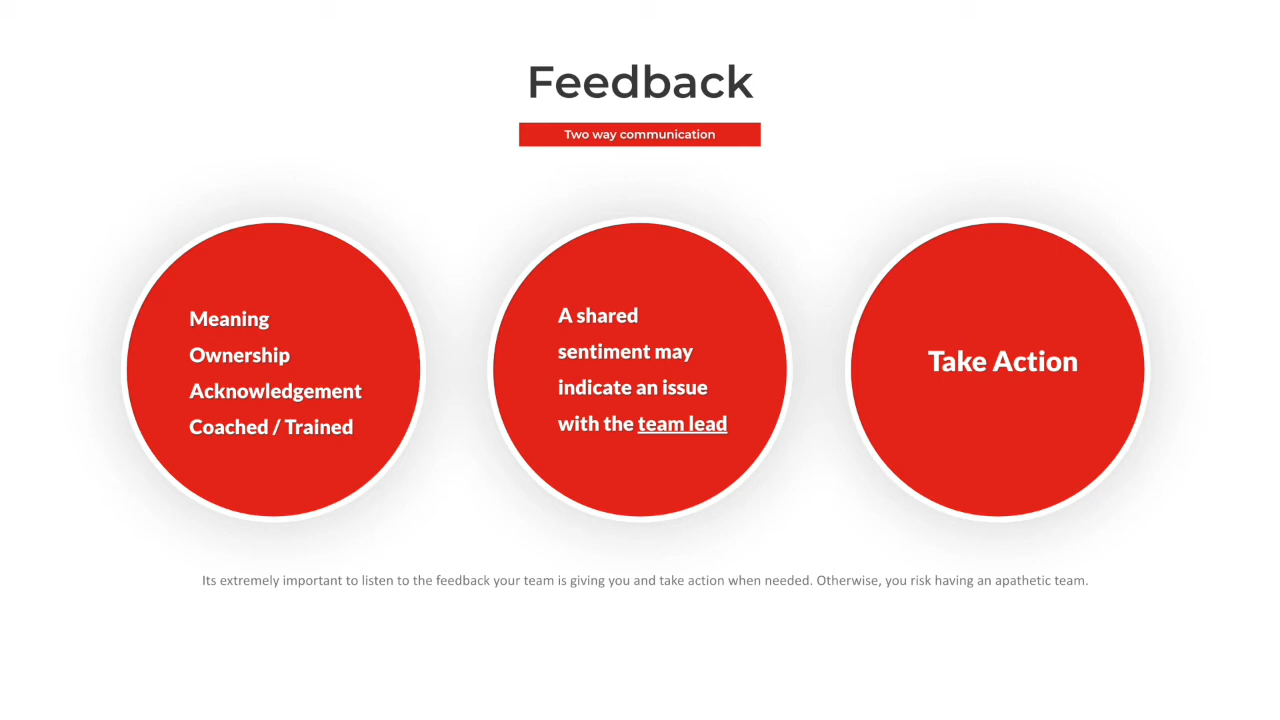 Feedback
Two way communication
Meaning
Ownership
Acknowledgement
Coached / Trained
A shared
sentiment may
indicate an issue
with the team lead
Take Action
Its extremely important to listen to the feedback your team is giving you and take action when needed. Otherwise, you risk having an apathetic team.